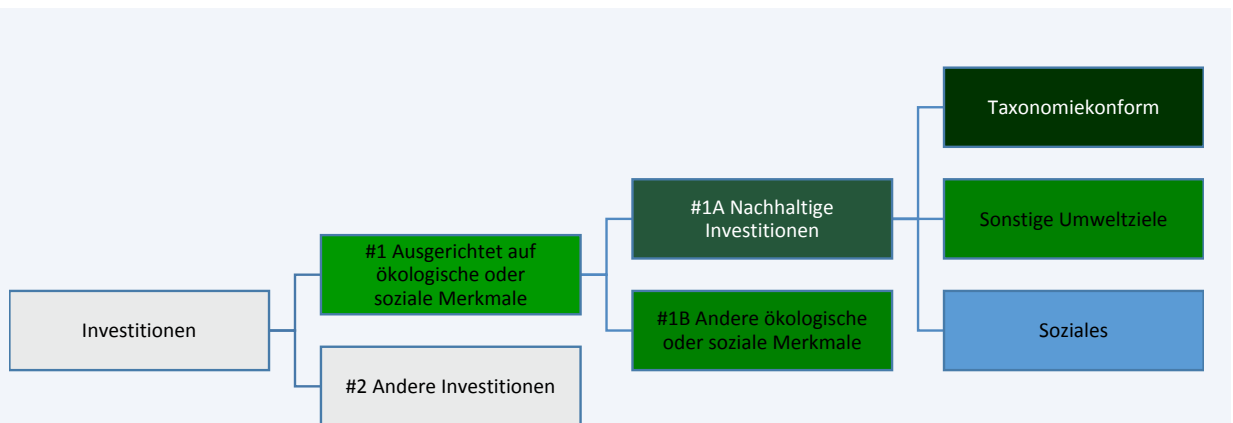 Investitionen
#1 Ausgerichtet auf
ökologische oder
soziale Merkmale
#2 Andere Investitionen
#1A Nachhaltige
Investitionen
#1B Andere ökologische
oder soziale Merkmale
Taxonomiekonform
Sonstige Umweltziele
Soziales